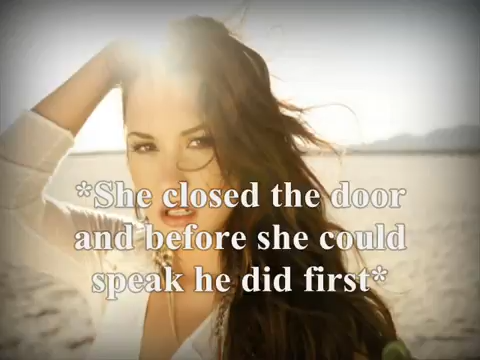 *She closed the door
and before she could
speak he did first*